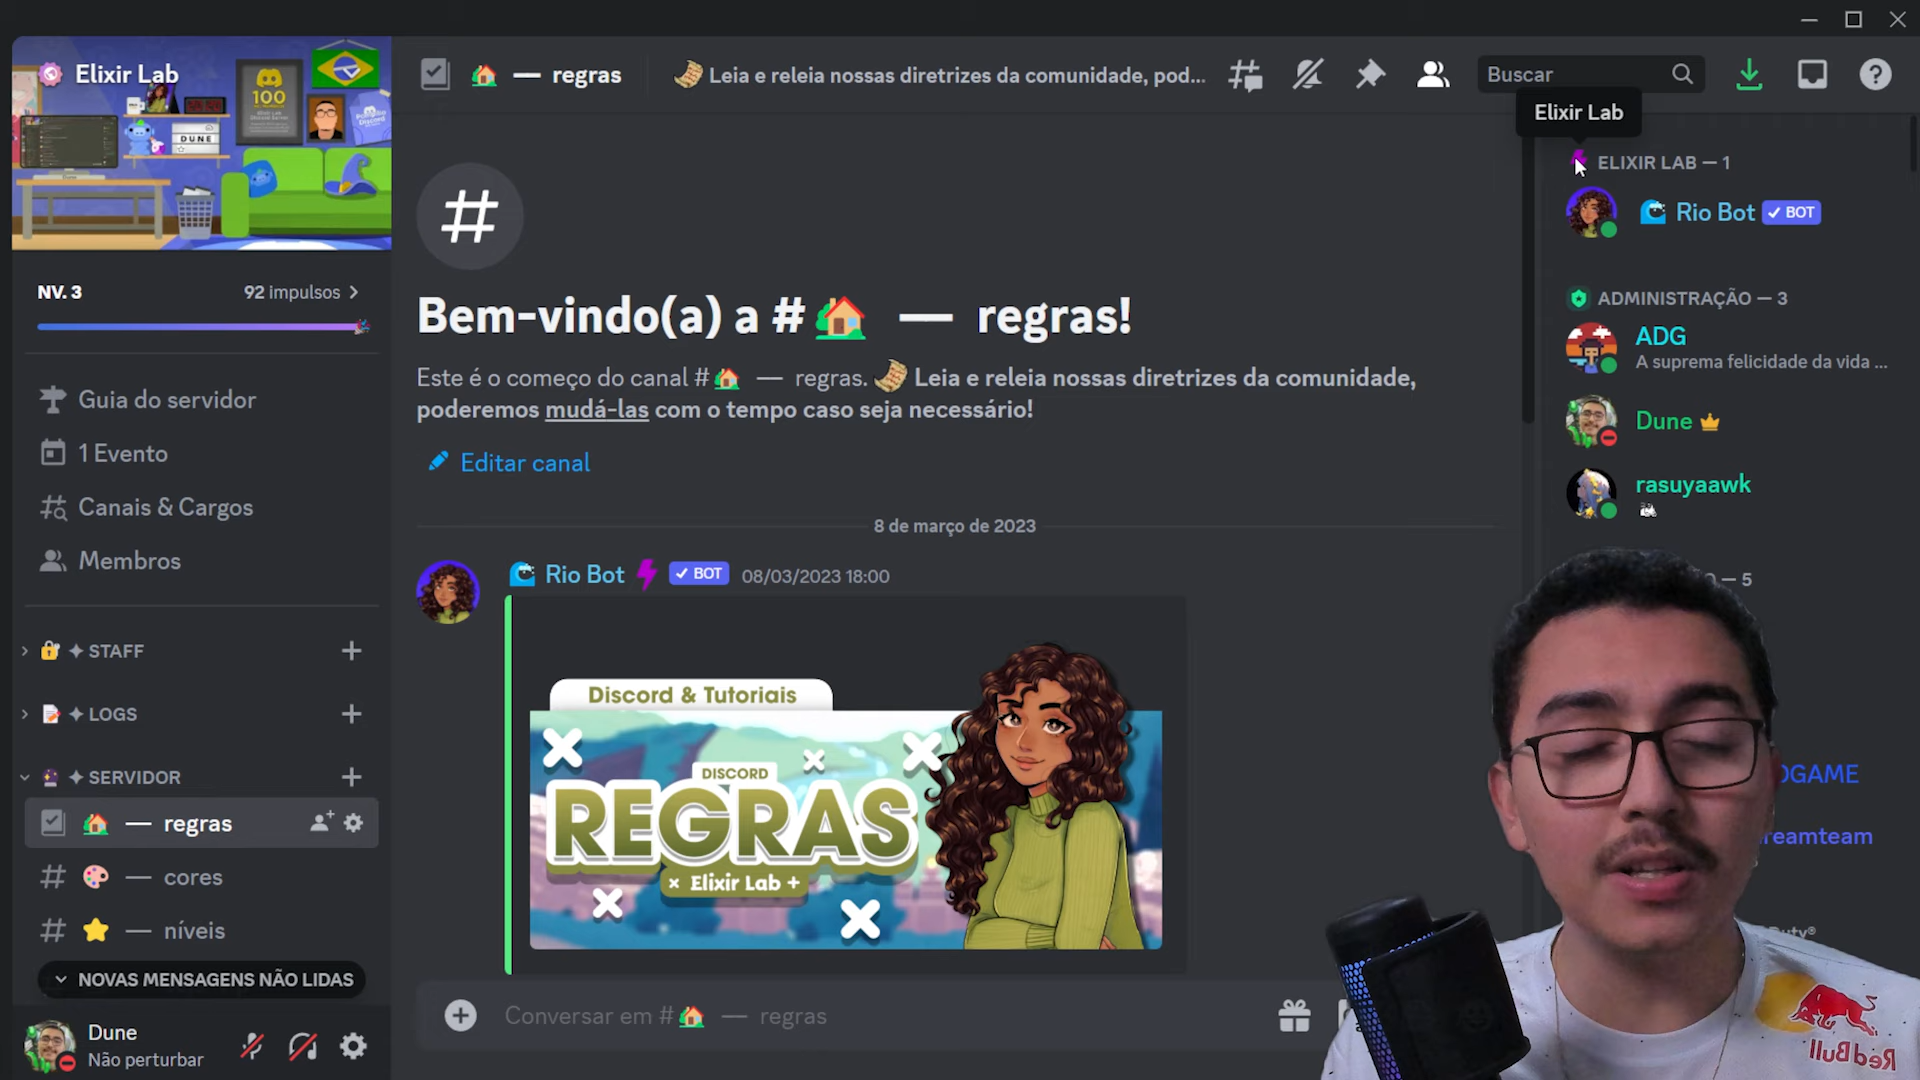 Elixir Lab
100
DUNE
NV. 3
92 impulsos
Guia do servidor
1 Evento
Canais & Cargos
Membros
✦ STAFF
✦ LOGS
✦ SERVIDOR
— regras
— cores
— níveis
NOVAS MENSAGENS NÃO LIDAS
Dune
Não perturbar
— regras
Leia e releia nossas diretrizes da comunidade, pod...
Buscar
Elixir Lab
Bem-vindo(a) a #🏠 — regras!
Este é o começo do canal #🏠 — regras. Leia e releia nossas diretrizes da comunidade,
poderemos mudá-las com o tempo caso seja necessário!
Editar canal
8 de março de 2023
Rio Bot BOT 08/03/2023 18:00
Discord & Tutoriais
DISCORD
REGRAS
× Elixir Lab +
Conversar em #🏠 — regras
ELIXIR LAB — 1
Rio Bot BOT
ADMINISTRAÇÃO — 3
ADG
A suprema felicidade da vida ...
Dune
rasuyaawk
— 5
OGAME
reamteam
Duty®
RedBull